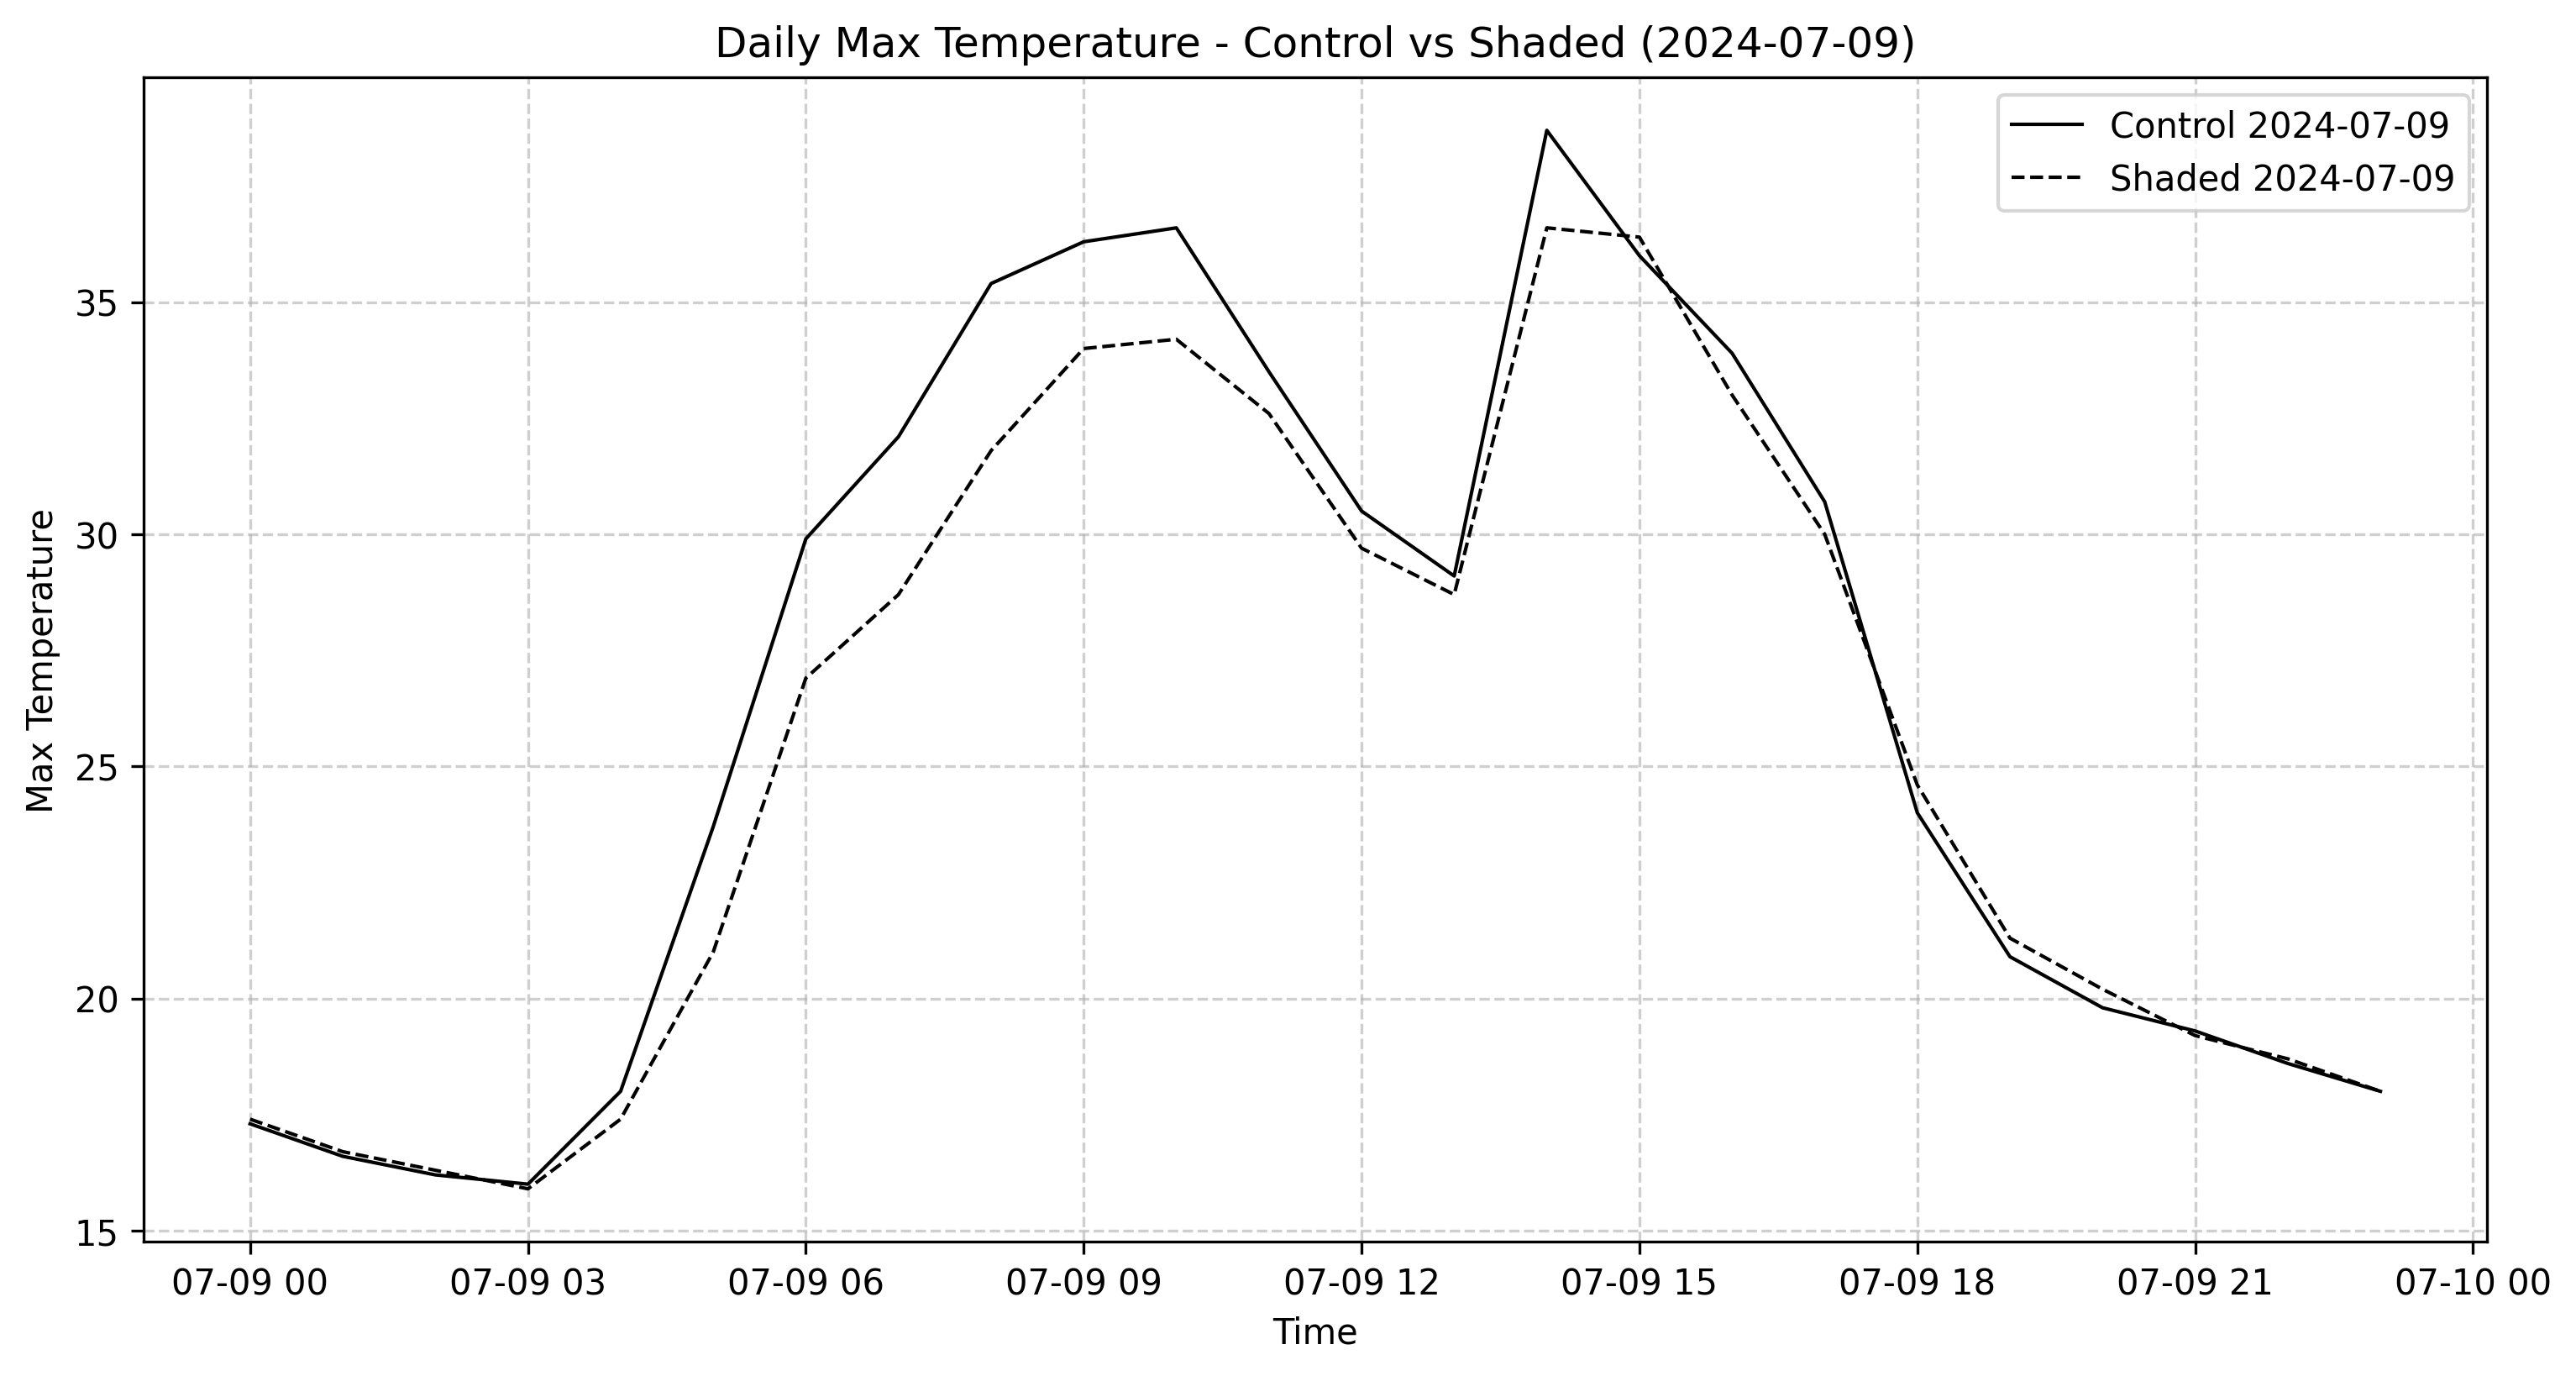 Daily Max Temperature - Control vs Shaded (2024-07-09)
Control 2024-07-09
Shaded 2024-07-09
Max Temperature
35
30
25
20
15
07-09 00 07-09 03 07-09 06 07-09 09 07-09 12 07-09 15 07-09 18 07-09 21 07-10 00
Time